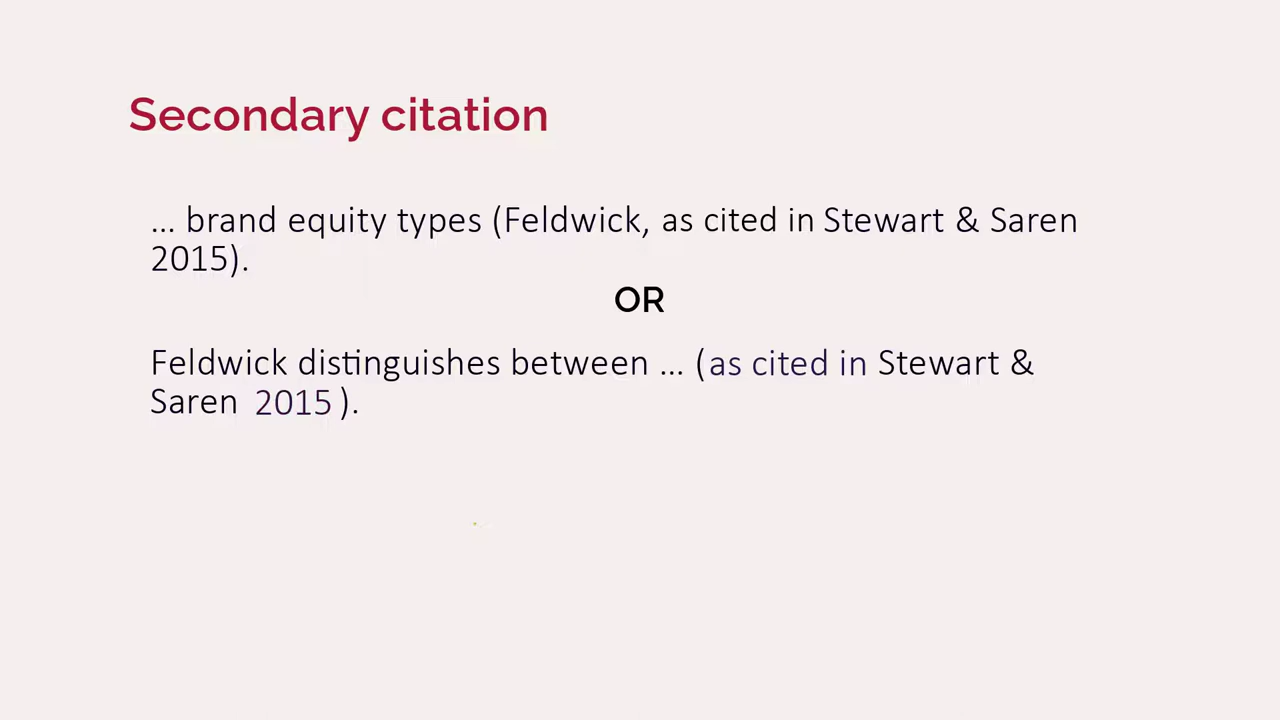 Secondary citation
... brand equity types (Feldwick, as cited in Stewart & Saren
2015).
OR
Feldwick distinguishes between ... (as cited in Stewart &
Saren 2015 ).